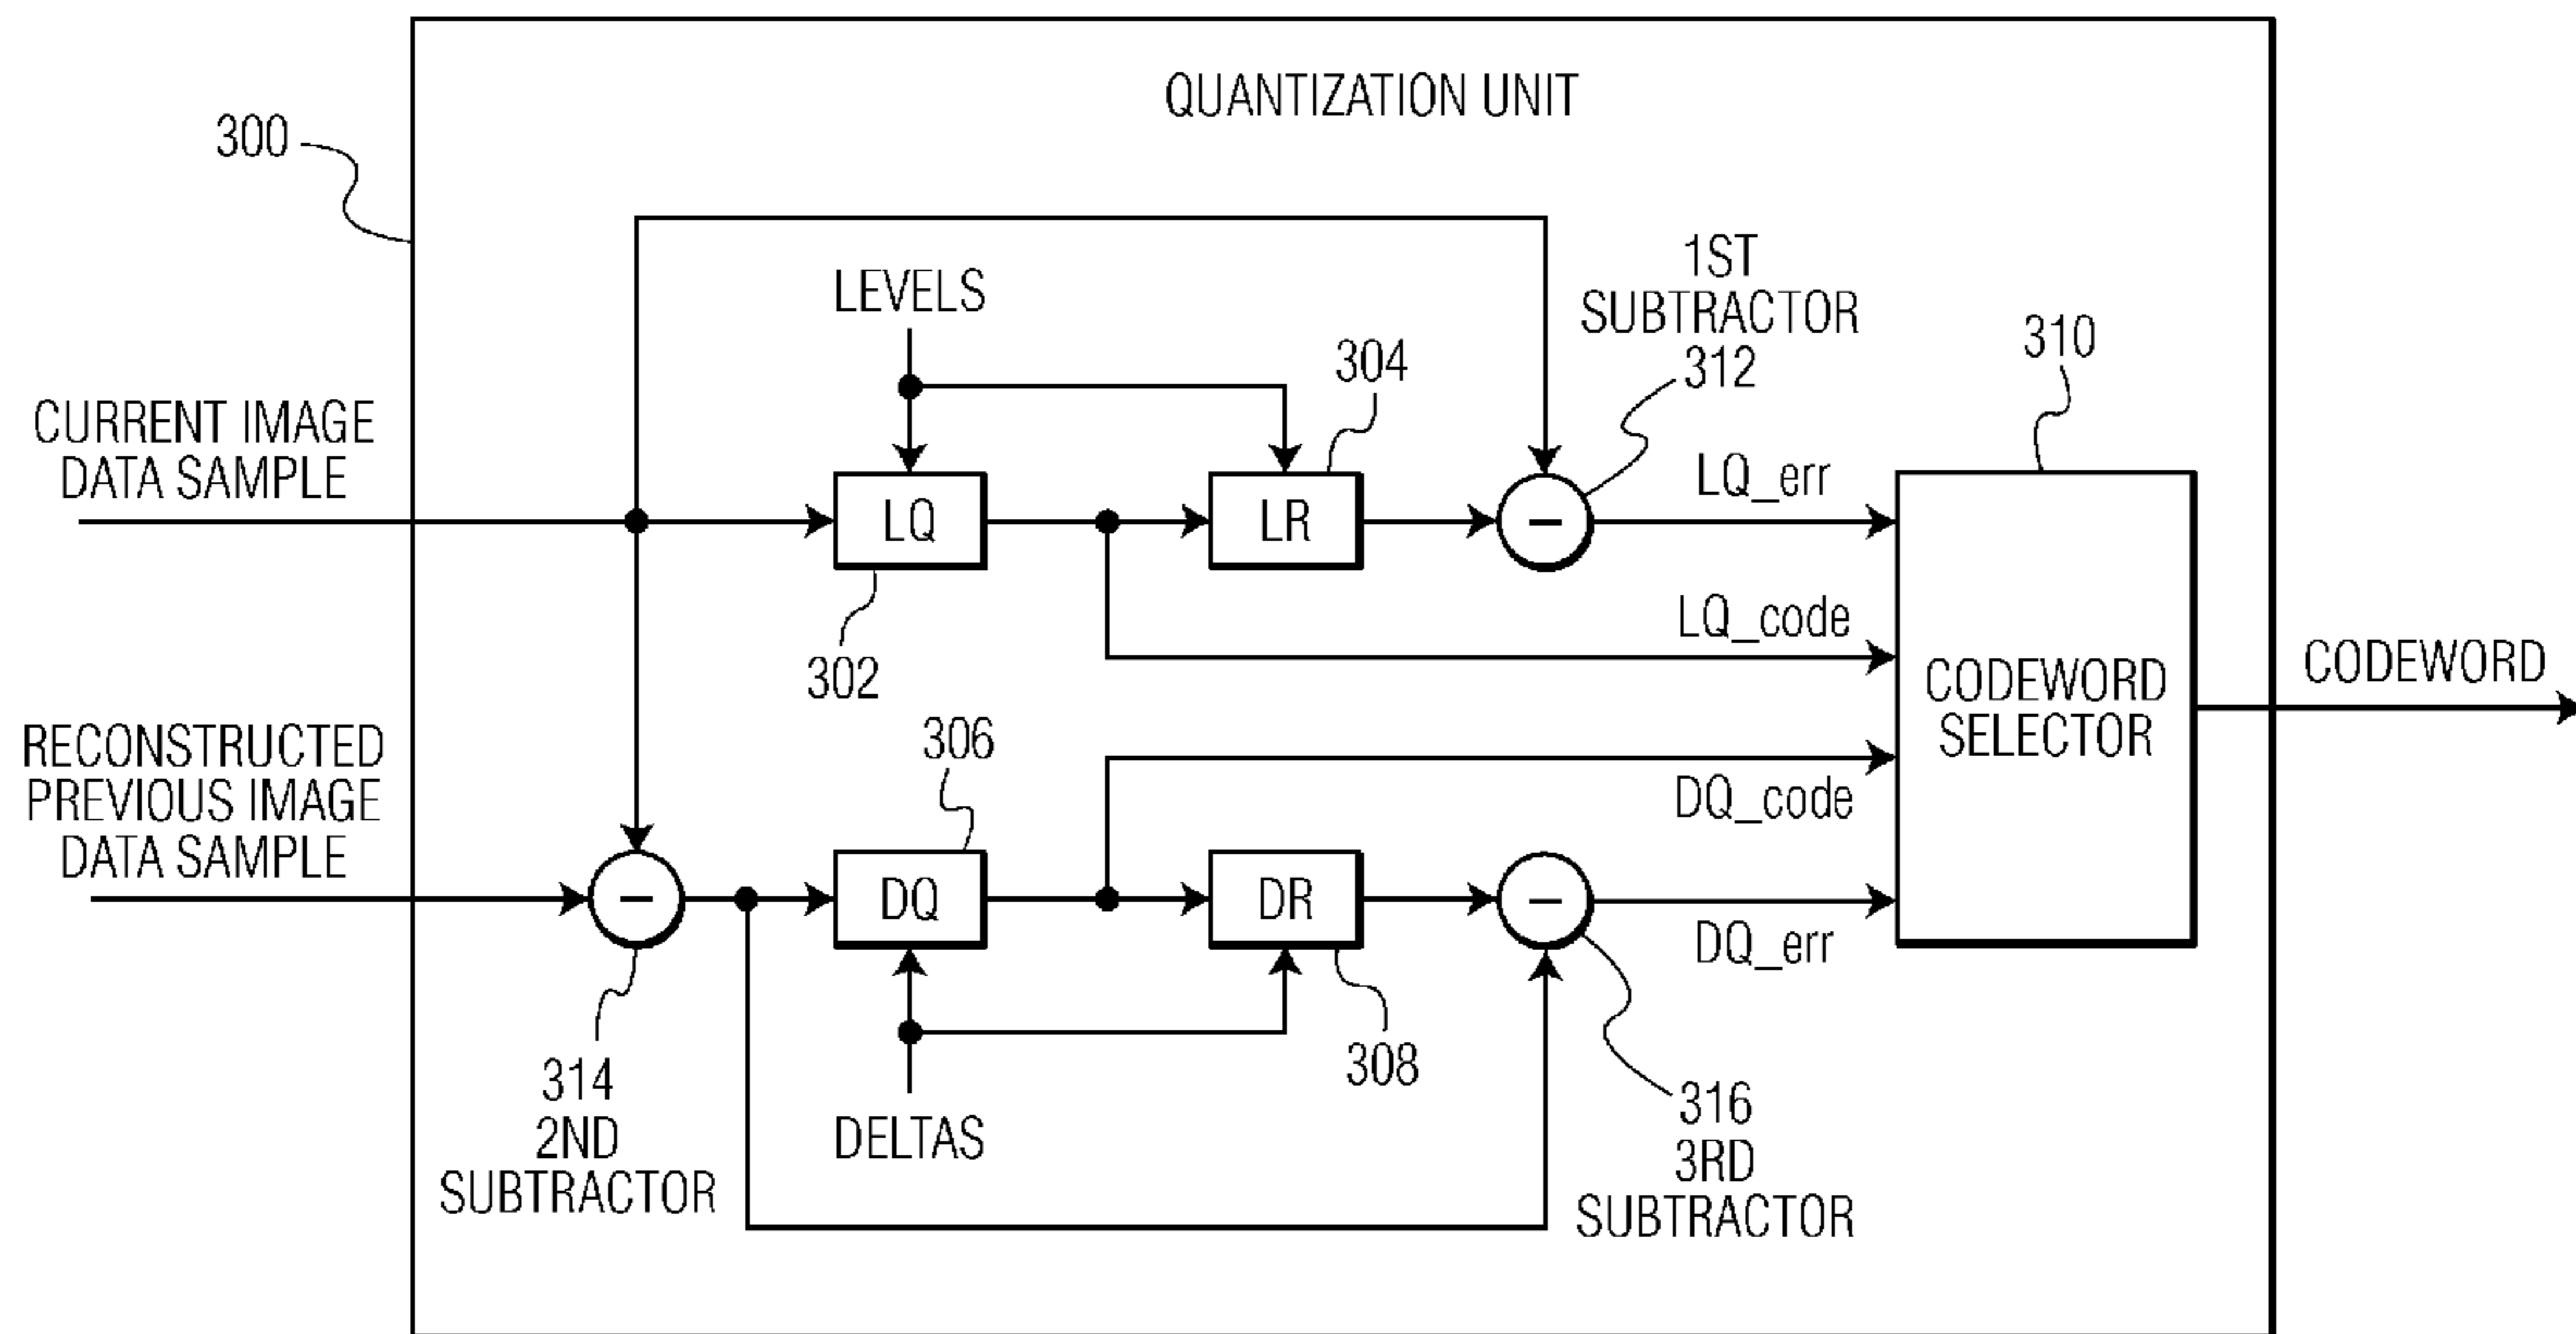 QUANTIZATION UNIT
300
LEVELS
1ST
SUBTRACTOR
312
304
310
CURRENT IMAGE
DATA SAMPLE
LQ
LR
−
LQ_err
302
LQ_code
CODEWORD
SELECTOR
CODEWORD
RECONSTRUCTED
PREVIOUS IMAGE
DATA SAMPLE
306
DQ_code
−
DQ
DR
−
DQ_err
314
2ND
SUBTRACTOR
DELTAS
308
316
3RD
SUBTRACTOR